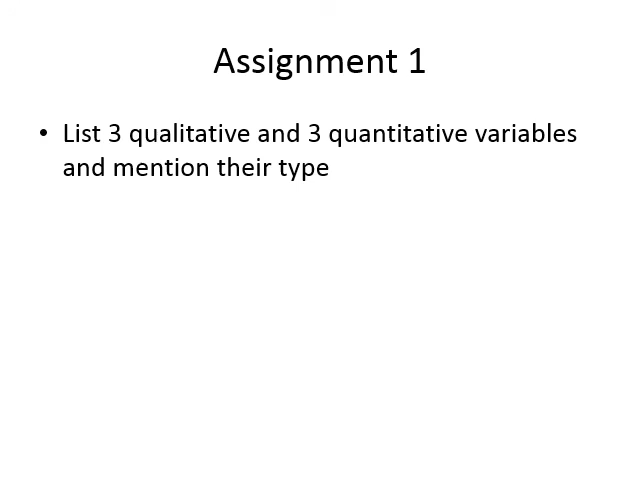 Assignment 1
• List 3 qualitative and 3 quantitative variables
and mention their type